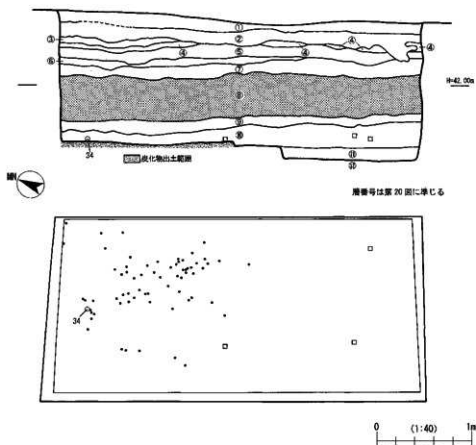 ①
③ ② ④ ④
④ ⑤ ④
⑥
⑦
H=42.00m
⑧
⑨
⑩
34
⑪
炭化物出土範囲
MN
層番号は第20図に準じる
34
0 (1:40) 1m